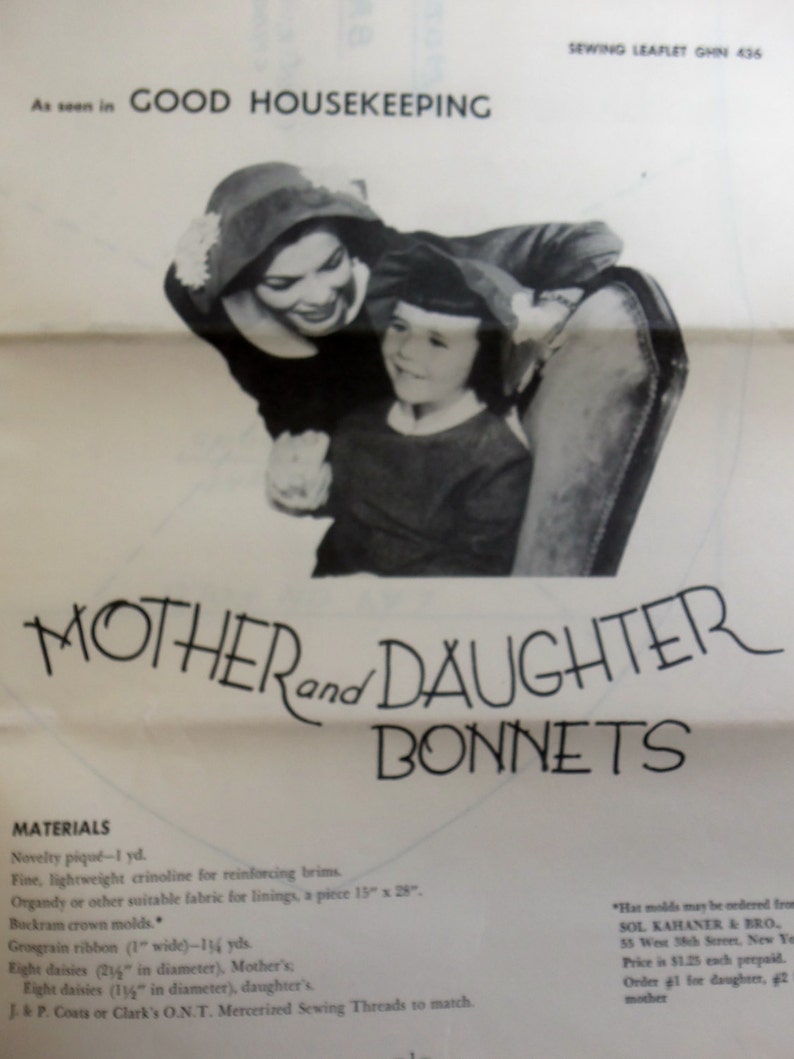 SEWING LEAFLET GHN 436
As seen in GOOD HOUSEKEEPING
MOTHER and DAUGHTER
BONNETS
MATERIALS
Novelty piqué—1 yd.
Fine, lightweight crinoline for reinforcing brims.
Organdy or other suitable fabric for linings, a piece 15" x 28".
Buckram crown molds.*
Grosgrain ribbon (1" wide)—1¼ yds.
Eight daisies (2½" in diameter), Mother's;
Eight daisies (1½" in diameter), daughter's.
J. & P. Coats or Clark's O.N.T. Mercerized Sewing Threads to match.
*Hat molds may be ordered from
SOL KAHANER & BRO.,
55 West 38th Street, New Yo
Price is $1.25 each prepaid.
Order #1 for daughter, #2
mother
—1—